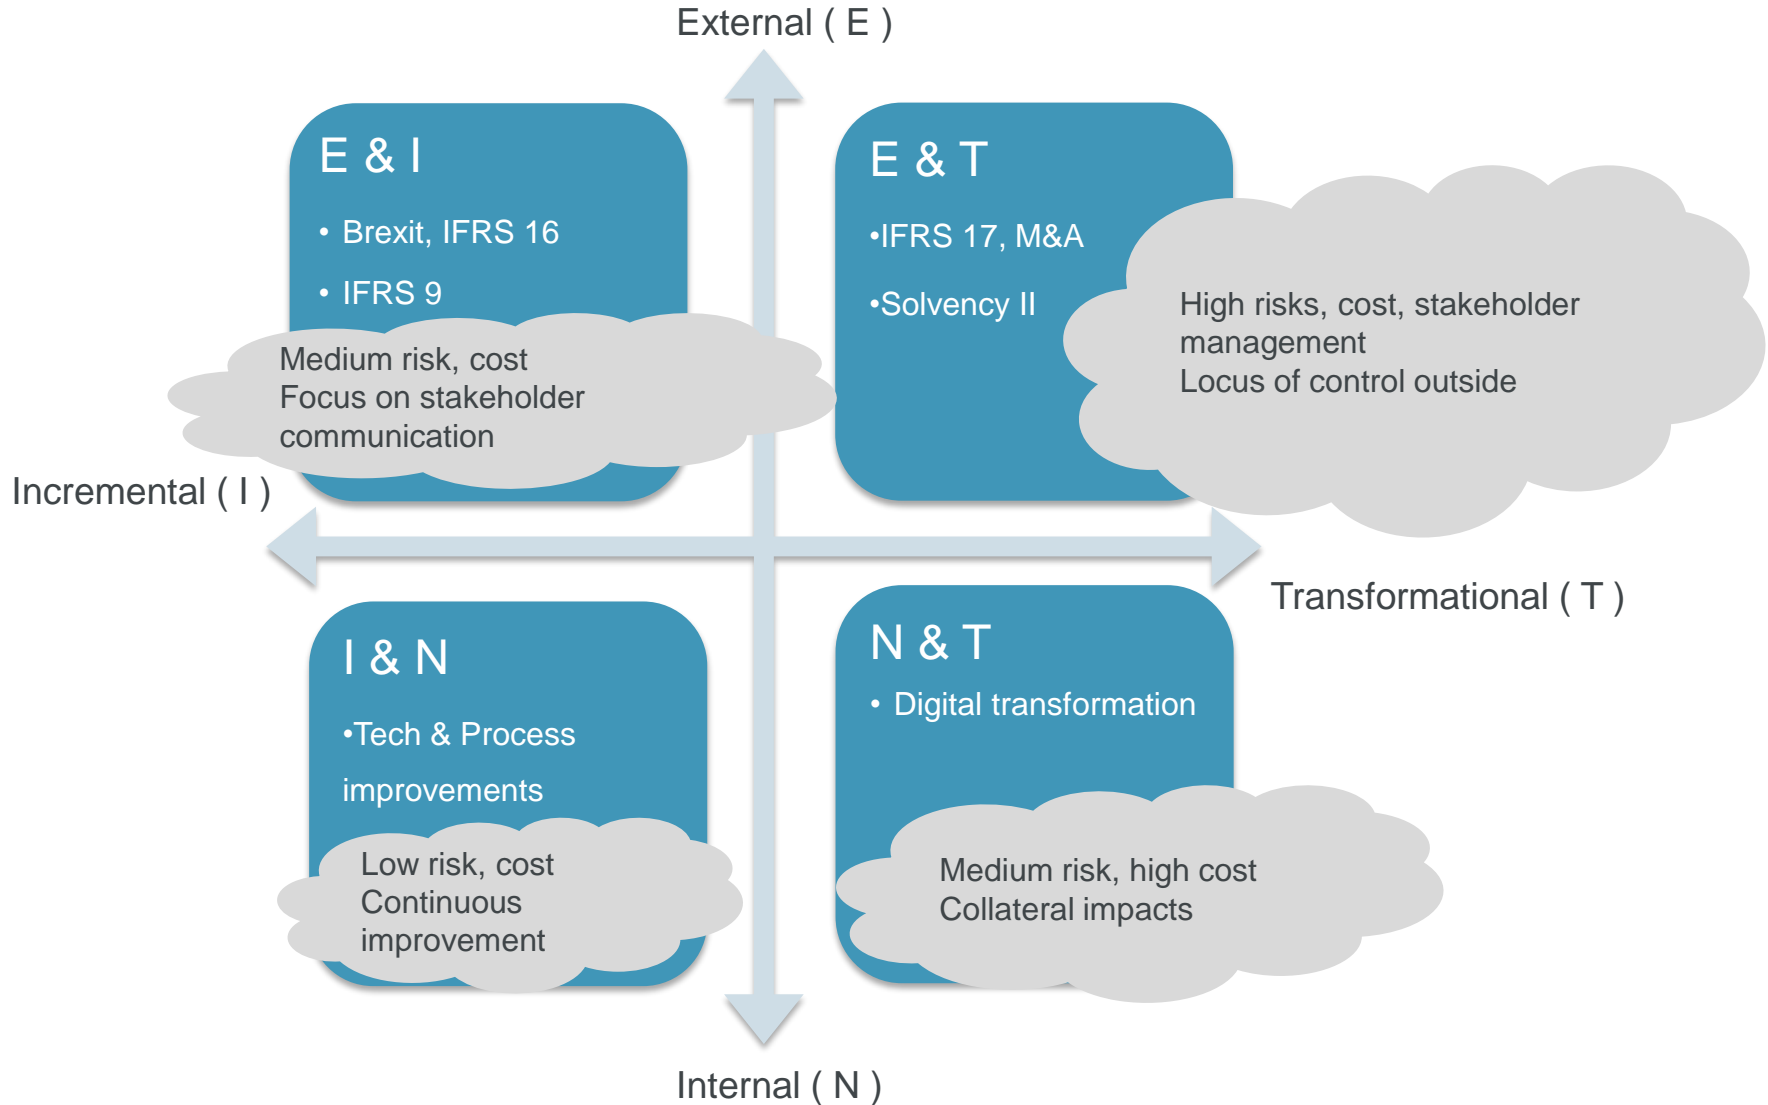 External ( E )
E & I
• Brexit, IFRS 16
• IFRS 9
Medium risk, cost
Focus on stakeholder
communication
E & T
•IFRS 17, M&A
•Solvency II
High risks, cost, stakeholder
management
Locus of control outside
Incremental ( I )
Transformational ( T )
I & N
•Tech & Process
improvements
Low risk, cost
Continuous
improvement
N & T
• Digital transformation
Medium risk, high cost
Collateral impacts
Internal ( N )